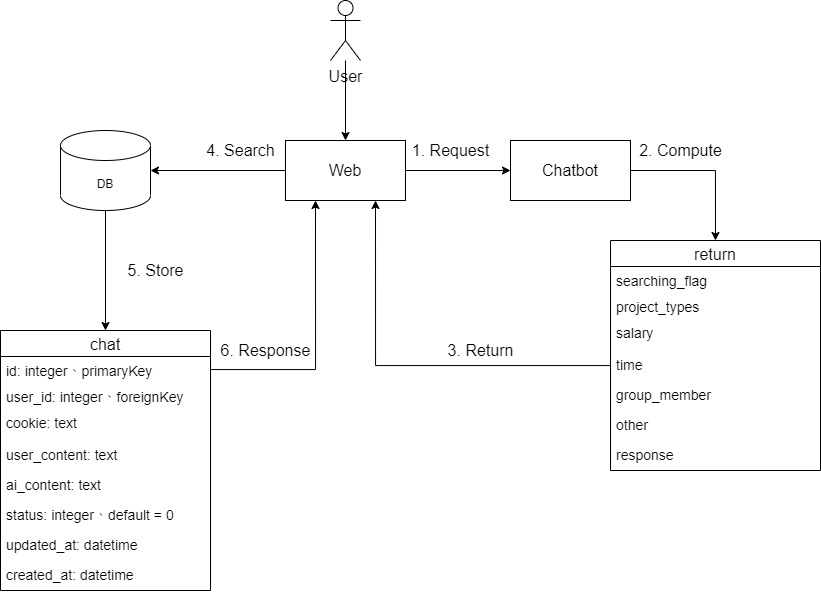 User
4. Search
1. Request
2. Compute
DB
Web
Chatbot
return
searching_flag
project_types
salary
time
group_member
other
response
5. Store
6. Response
3. Return
chat
id: integer、primaryKey
user_id: integer、foreignKey
cookie: text
user_content: text
ai_content: text
status: integer、default = 0
updated_at: datetime
created_at: datetime